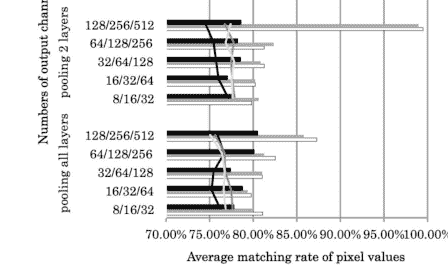 Numbers of output chann
pooling 2 layers
128/256/512
64/128/256
32/64/128
16/32/64
8/16/32
pooling all layers
128/256/512
64/128/256
32/64/128
16/32/64
8/16/32
70.00% 75.00% 80.00% 85.00% 90.00% 95.00% 100.00%
Average matching rate of pixel values